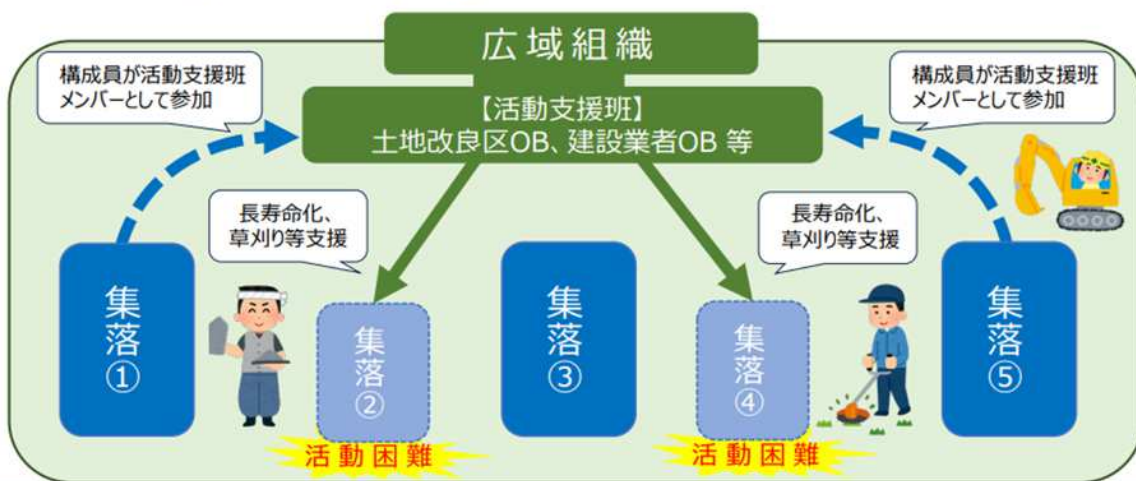 広域組織
【活動支援班】
土地改良区OB、建設業者OB 等
構成員が活動支援班
メンバーとして参加
構成員が活動支援班
メンバーとして参加
長寿命化、
草刈り等支援
長寿命化、
草刈り等支援
集落①
集落②
集落③
集落④
集落⑤
活動困難
活動困難